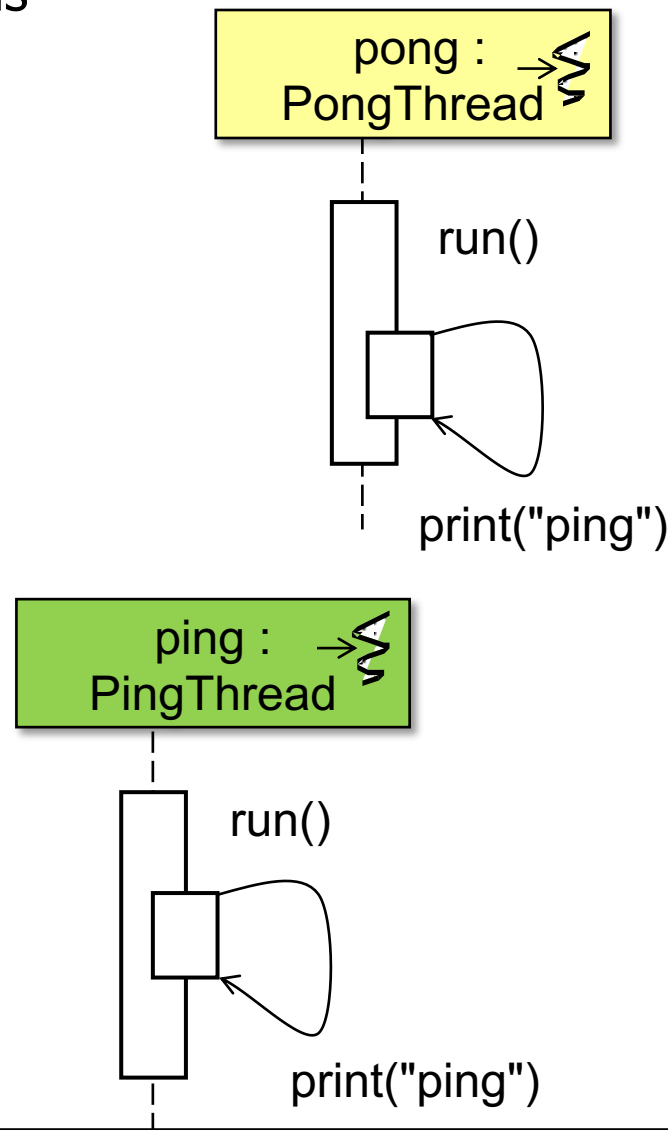 pong :
PongThread
run()
print("ping")
ping :
PingThread
run()
print("ping")